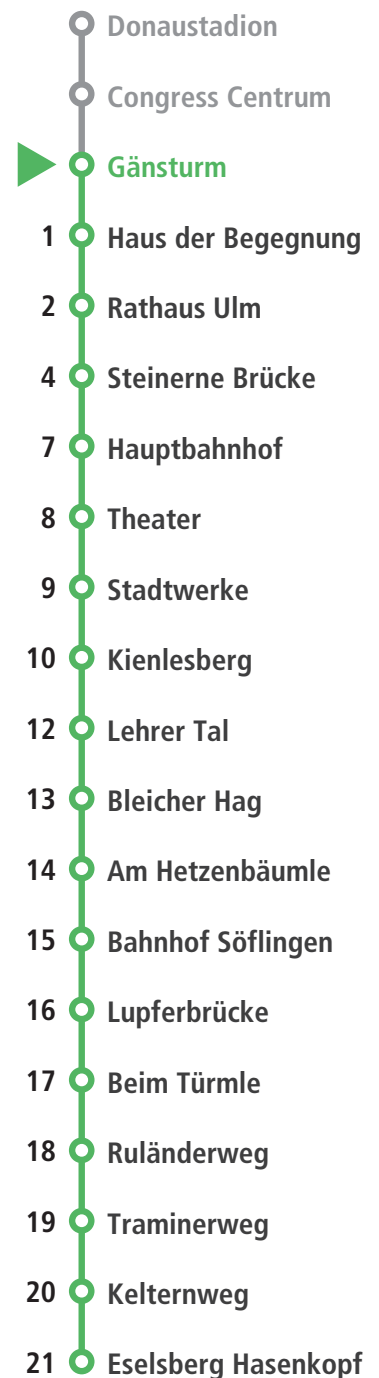 Donaustadion
Congress Centrum
Gänsturm
1 Haus der Begegnung
2 Rathaus Ulm
4 Steinerne Brücke
7 Hauptbahnhof
8 Theater
9 Stadtwerke
10 Kienlesberg
12 Lehrer Tal
13 Bleicher Hag
14 Am Hetzenbäumle
15 Bahnhof Söflingen
16 Lupferbrücke
17 Beim Türmle
18 Ruländerweg
19 Traminerweg
20 Kelternweg
21 Eselsberg Hasenkopf